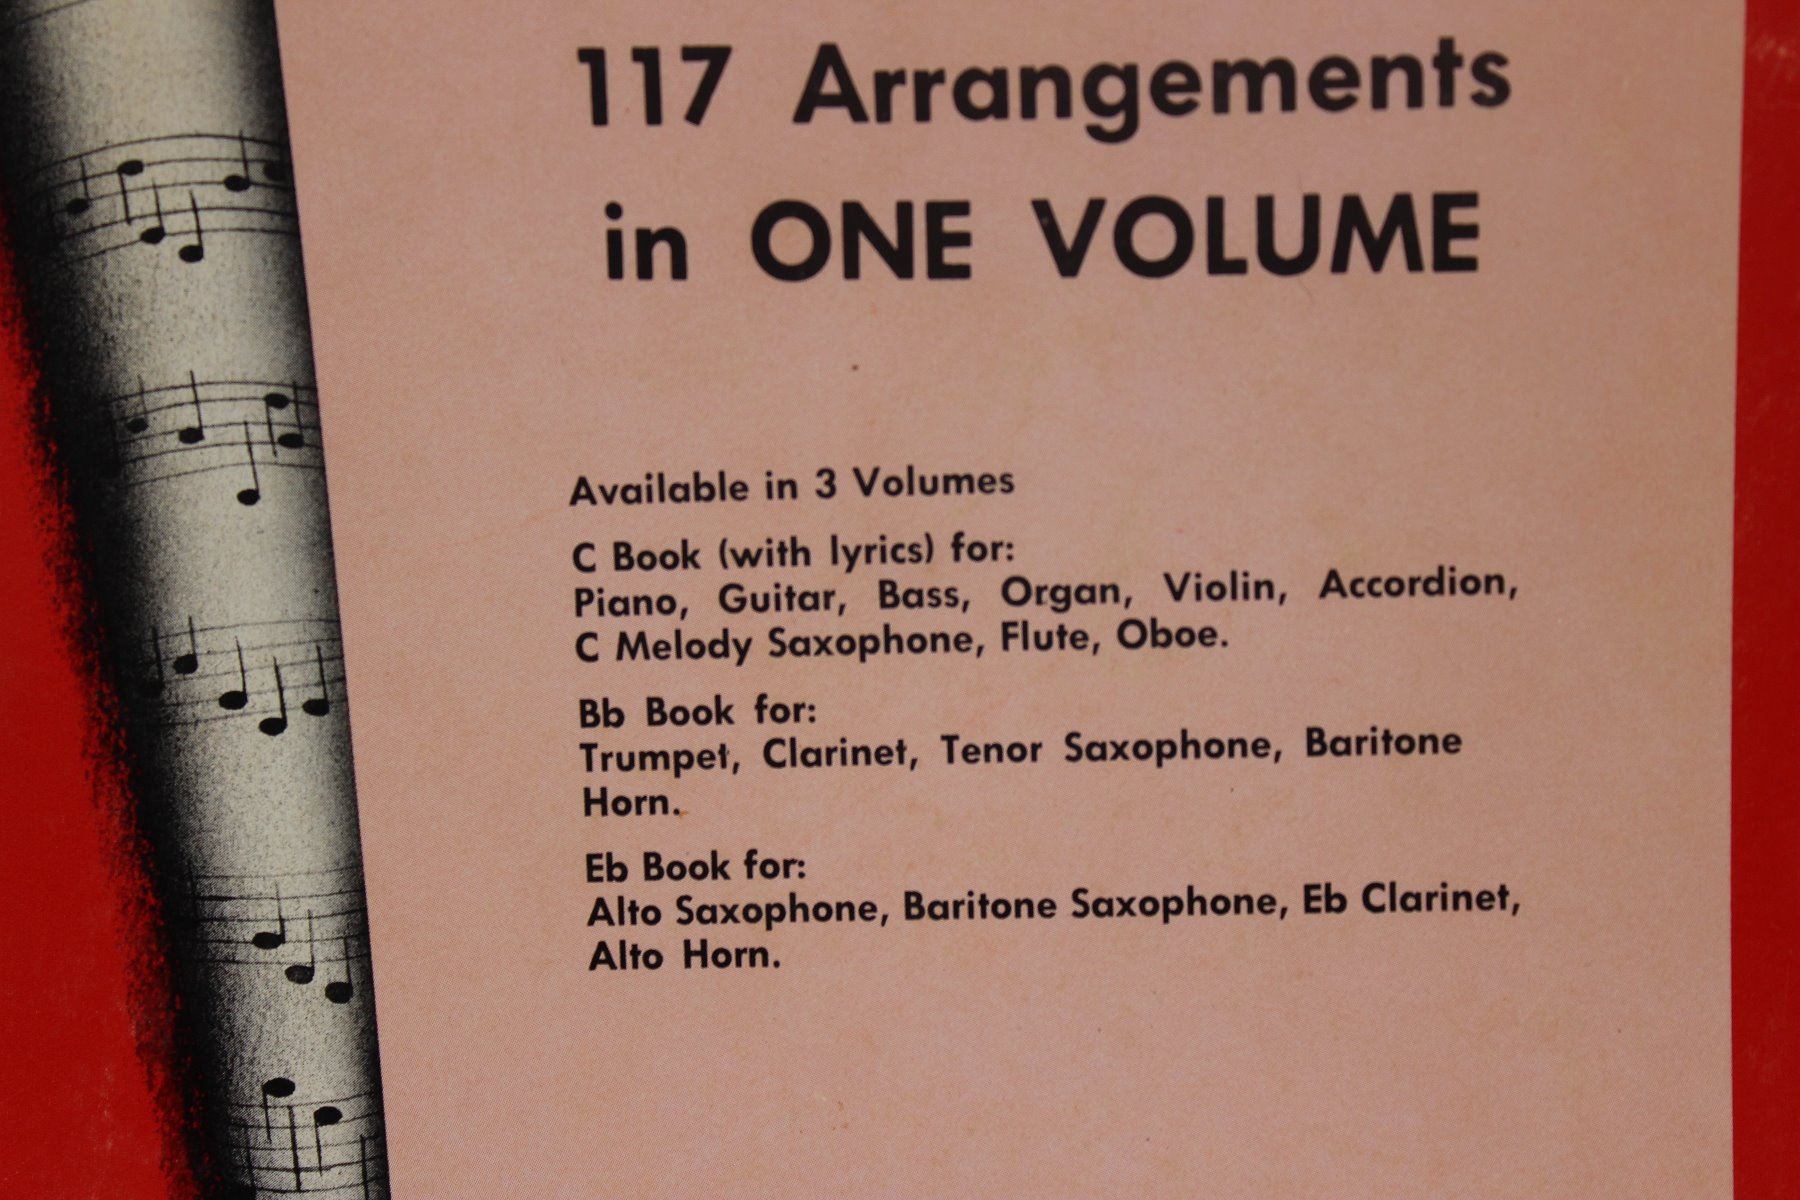 117 Arrangements
in ONE VOLUME
Available in 3 Volumes
C Book (with lyrics) for:
Piano, Guitar, Bass, Organ, Violin, Accordion,
C Melody Saxophone, Flute, Oboe.
Bb Book for:
Trumpet, Clarinet, Tenor Saxophone, Baritone
Horn.
Eb Book for:
Alto Saxophone, Baritone Saxophone, Eb Clarinet,
Alto Horn.